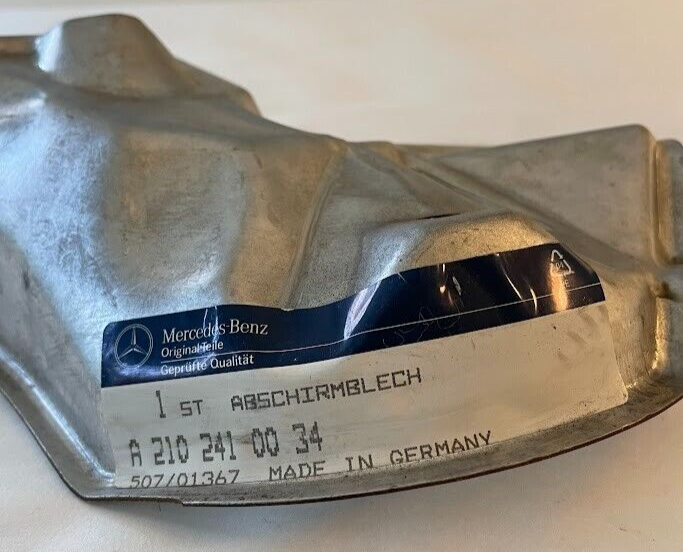 Mercedes-Benz
Original-Teile
Geprüfte Qualität
1 ST ABSCHIRMBLECH
A 210 241 00 34
507/01367 MADE IN GERMANY